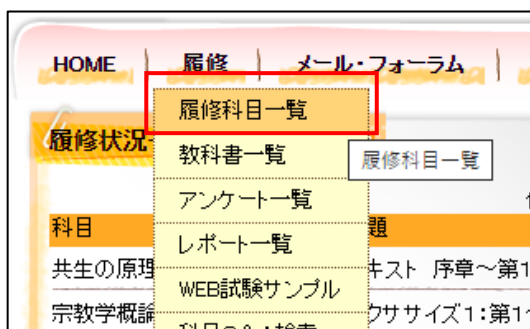 HOME 履修 メール・フォーラム
履修科目一覧
履修状況
教科書一覧
履修科目一覧
アンケート一覧
科目 題
レポート一覧
共生の原理 キスト 序章～第1
WEB試験サンプル
宗教学概論 クササイズ1:第1